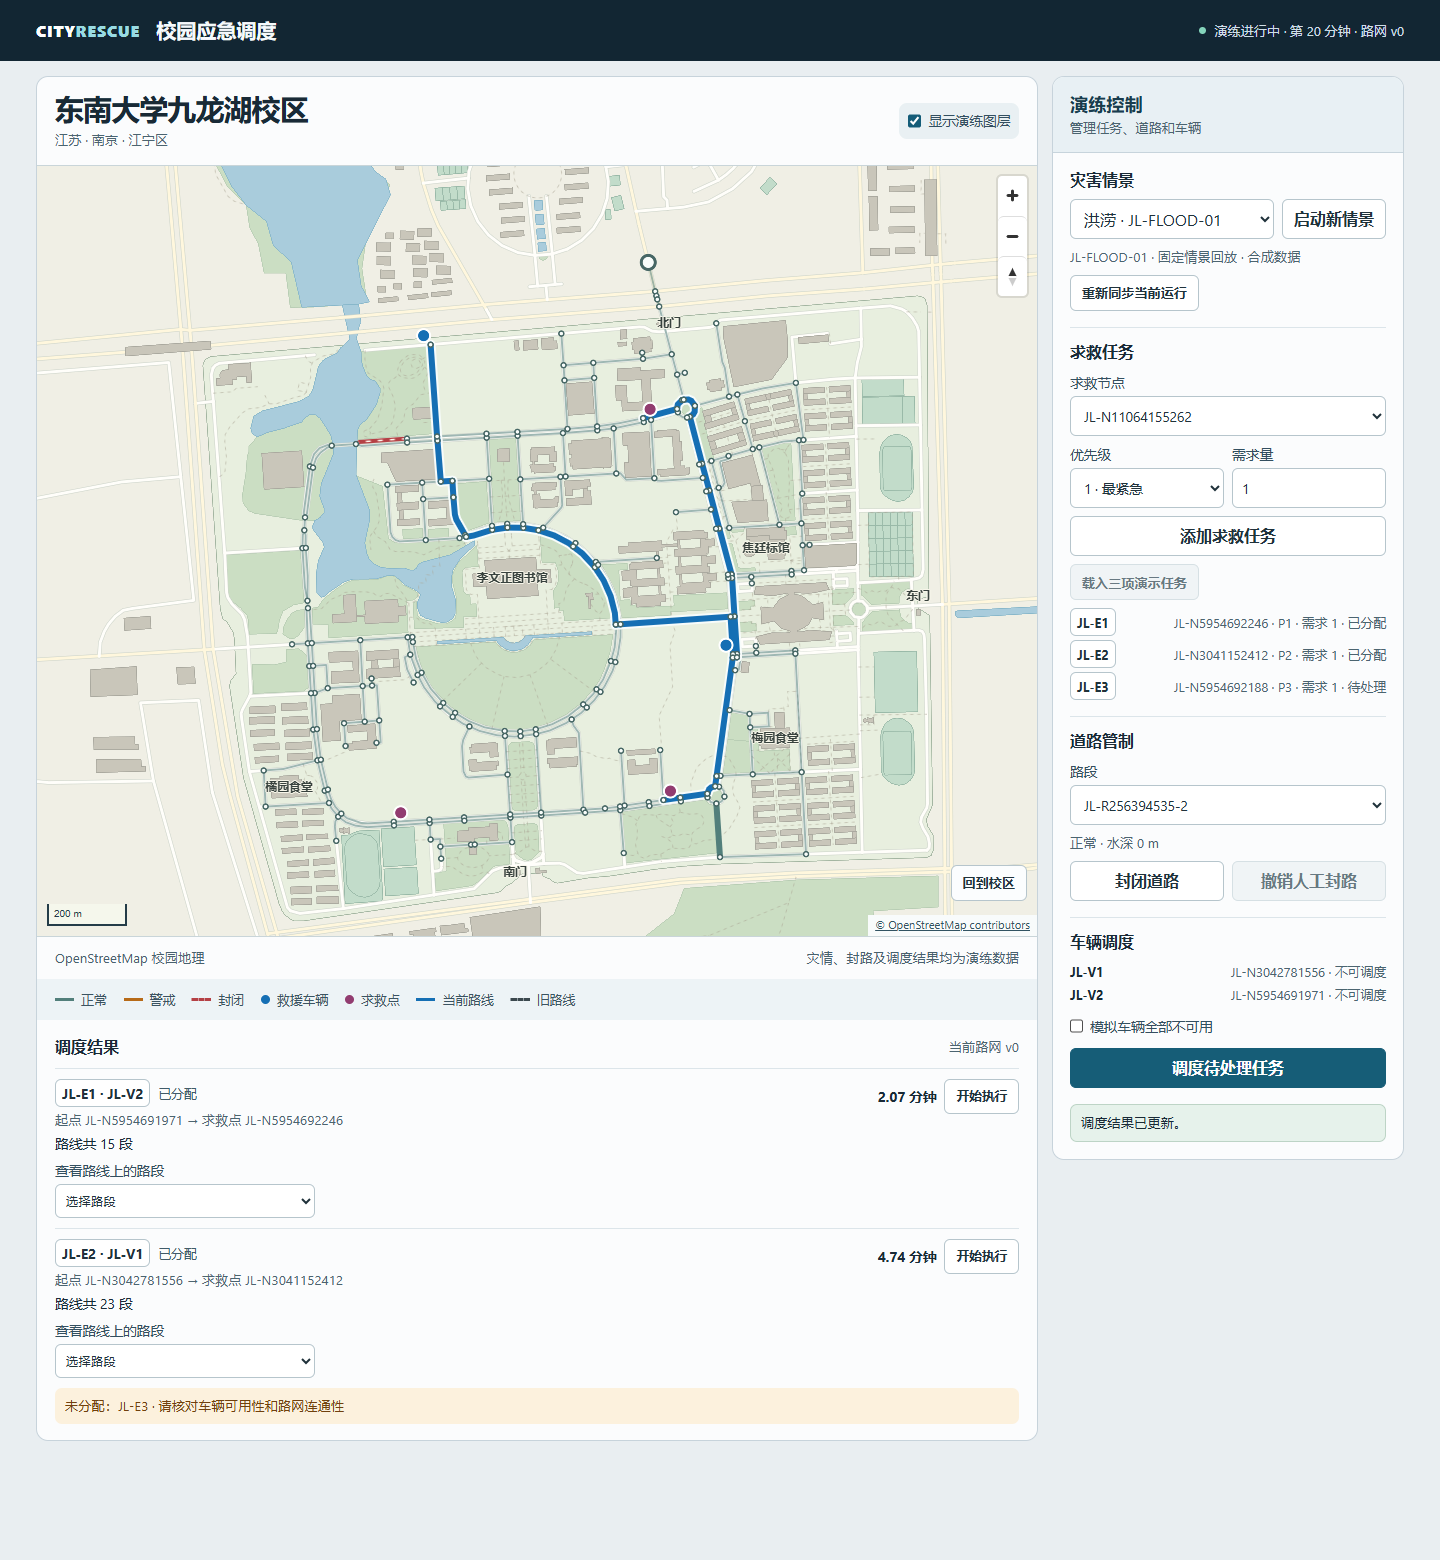 CITYRESCUE 校园应急调度
演练进行中 · 第 20 分钟 · 路网 v0
东南大学九龙湖校区
江苏 · 南京 · 江宁区
显示演练图层
北门
焦廷标馆
李文正图书馆
东门
梅园食堂
橘园食堂
南门
200 m
回到校区
© OpenStreetMap contributors
OpenStreetMap 校园地理
灾情、封路及调度结果均为演练数据
正常
警戒
封闭
救援车辆
求救点
当前路线
旧路线
调度结果
当前路网 v0
JL-E1 · JL-V2 已分配
2.07 分钟 开始执行
起点 JL-N5954691971 → 求救点 JL-N5954692246
路线共 15 段
查看路线上的路段
选择路段
JL-E2 · JL-V1 已分配
4.74 分钟 开始执行
起点 JL-N3042781556 → 求救点 JL-N3041152412
路线共 23 段
查看路线上的路段
选择路段
未分配：JL-E3 · 请核对车辆可用性和路网连通性
演练控制
管理任务、道路和车辆
灾害情景
洪涝 · JL-FLOOD-01 启动新情景
JL-FLOOD-01 · 固定情景回放 · 合成数据
重新同步当前运行
求救任务
求救节点
JL-N11064155262
优先级 需求量
1 · 最紧急 1
添加求救任务
载入三项演示任务
JL-E1 JL-N5954692246 · P1 · 需求 1 · 已分配
JL-E2 JL-N3041152412 · P2 · 需求 1 · 已分配
JL-E3 JL-N5954692188 · P3 · 需求 1 · 待处理
道路管制
路段
JL-R256394535-2
正常 · 水深 0 m
封闭道路 撤销人工封路
车辆调度
JL-V1 JL-N3042781556 · 不可调度
JL-V2 JL-N5954691971 · 不可调度
模拟车辆全部不可用
调度待处理任务
调度结果已更新。